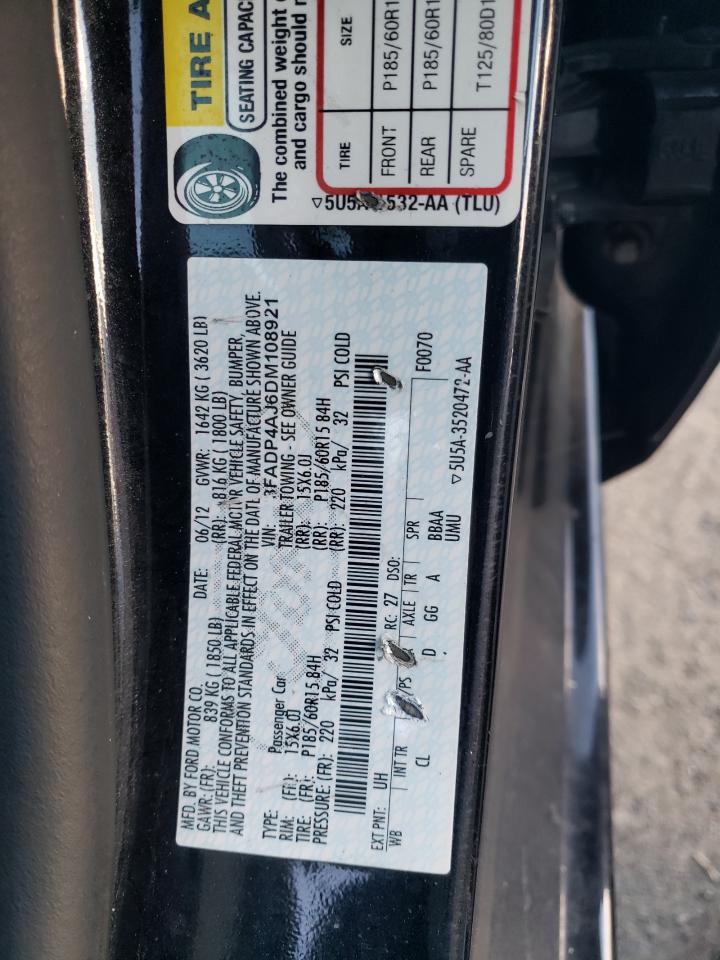 TIRE A
SEATING CAPAC
The combined weight
and cargo should
TIRE SIZE
FRONT P185/60R1
REAR P185/60R1
SPARE T125/80D1
532-AA (TLU)
MFD. BY FORD MOTOR CO.
DATE: 06/12 GVWR: 1642 KG ( 3620 LB)
GAWR: (FR): 839 KG ( 1850 LB) (RR): 816 KG ( 1800 LB)
THIS VEHICLE CONFORMS TO ALL APPLICABLE FEDERAL MOTOR VEHICLE SAFETY, BUMPER,
AND THEFT PREVENTION STANDARDS IN EFFECT ON THE DATE OF MANUFACTURE SHOWN ABOVE.
VIN: 3FADP4AJ6DM108921
TYPE: Passenger Car TRAILER TOWING - SEE OWNER GUIDE
RIM: (FR): 15X6.0J (RR): 15X6.0J
TIRE: (FR): P185/60R15 84H (RR): P185/60R15 84H
PRESSURE: (FR): 220 kPa/ 32 PSI COLD (RR): 220 kPa/ 32 PSI COLD
EXT PNT: UH RC: 27 DSO: F0070
WB INT TR PS AXLE TR SPR
CL D GG A BBAA
UMU
▽5U5A-3520472-AA